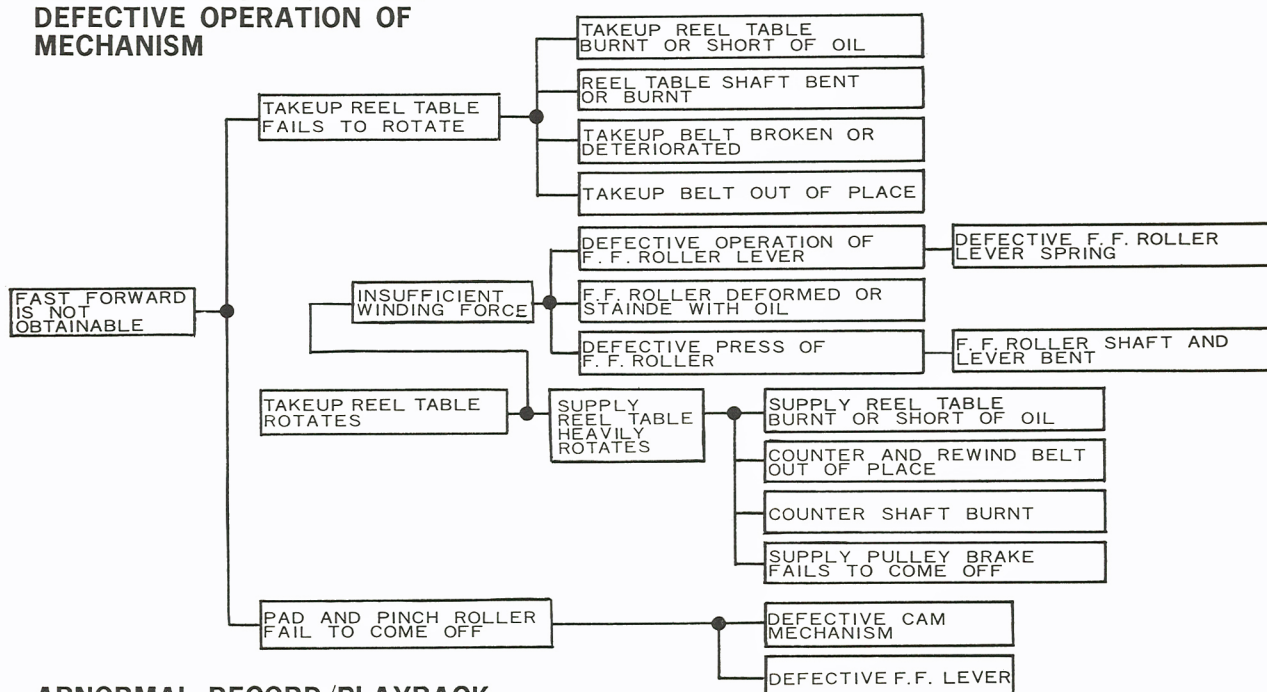 DEFECTIVE OPERATION OF
MECHANISM
TAKEUP REEL TABLE
BURNT OR SHORT OF OIL
REEL TABLE SHAFT BENT
OR BURNT
TAKEUP REEL TABLE
FAILS TO ROTATE
TAKEUP BELT BROKEN OR
DETERIORATED
TAKEUP BELT OUT OF PLACE
DEFECTIVE OPERATION OF
F.F. ROLLER LEVER
DEFECTIVE F.F. ROLLER
LEVER SPRING
FAST FORWARD
IS NOT
OBTAINABLE
INSUFFICIENT
WINDING FORCE
F.F. ROLLER DEFORMED OR
STAINDE WITH OIL
DEFECTIVE PRESS OF
F.F. ROLLER
F.F. ROLLER SHAFT AND
LEVER BENT
TAKEUP REEL TABLE
ROTATES
SUPPLY
REEL TABLE
HEAVILY
ROTATES
SUPPLY REEL TABLE
BURNT OR SHORT OF OIL
COUNTER AND REWIND BELT
OUT OF PLACE
COUNTER SHAFT BURNT
SUPPLY PULLEY BRAKE
FAILS TO COME OFF
PAD AND PINCH ROLLER
FAIL TO COME OFF
DEFECTIVE CAM
MECHANISM
DEFECTIVE F.F. LEVER
ABNORMAL RECORD/PLAYBACK